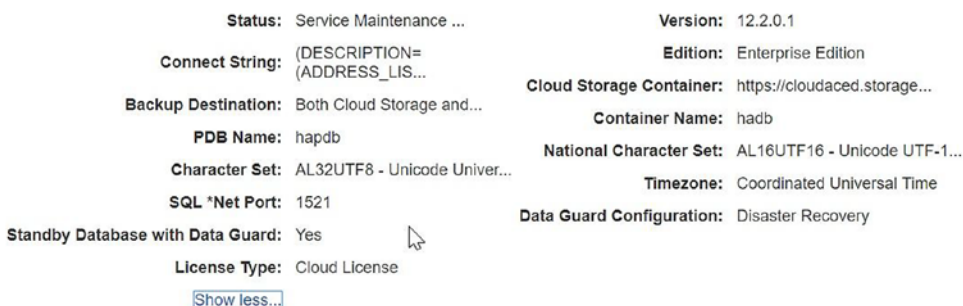 Status: Service Maintenance ...
Connect String: (DESCRIPTION=
(ADDRESS_LIS...
Backup Destination: Both Cloud Storage and...
PDB Name: hapdb
Character Set: AL32UTF8 - Unicode Univer...
SQL *Net Port: 1521
Standby Database with Data Guard: Yes
License Type: Cloud License
Show less...
Version: 12.2.0.1
Edition: Enterprise Edition
Cloud Storage Container: https://cloudaced.storage...
Container Name: hadb
National Character Set: AL16UTF16 - Unicode UTF-1...
Timezone: Coordinated Universal Time
Data Guard Configuration: Disaster Recovery